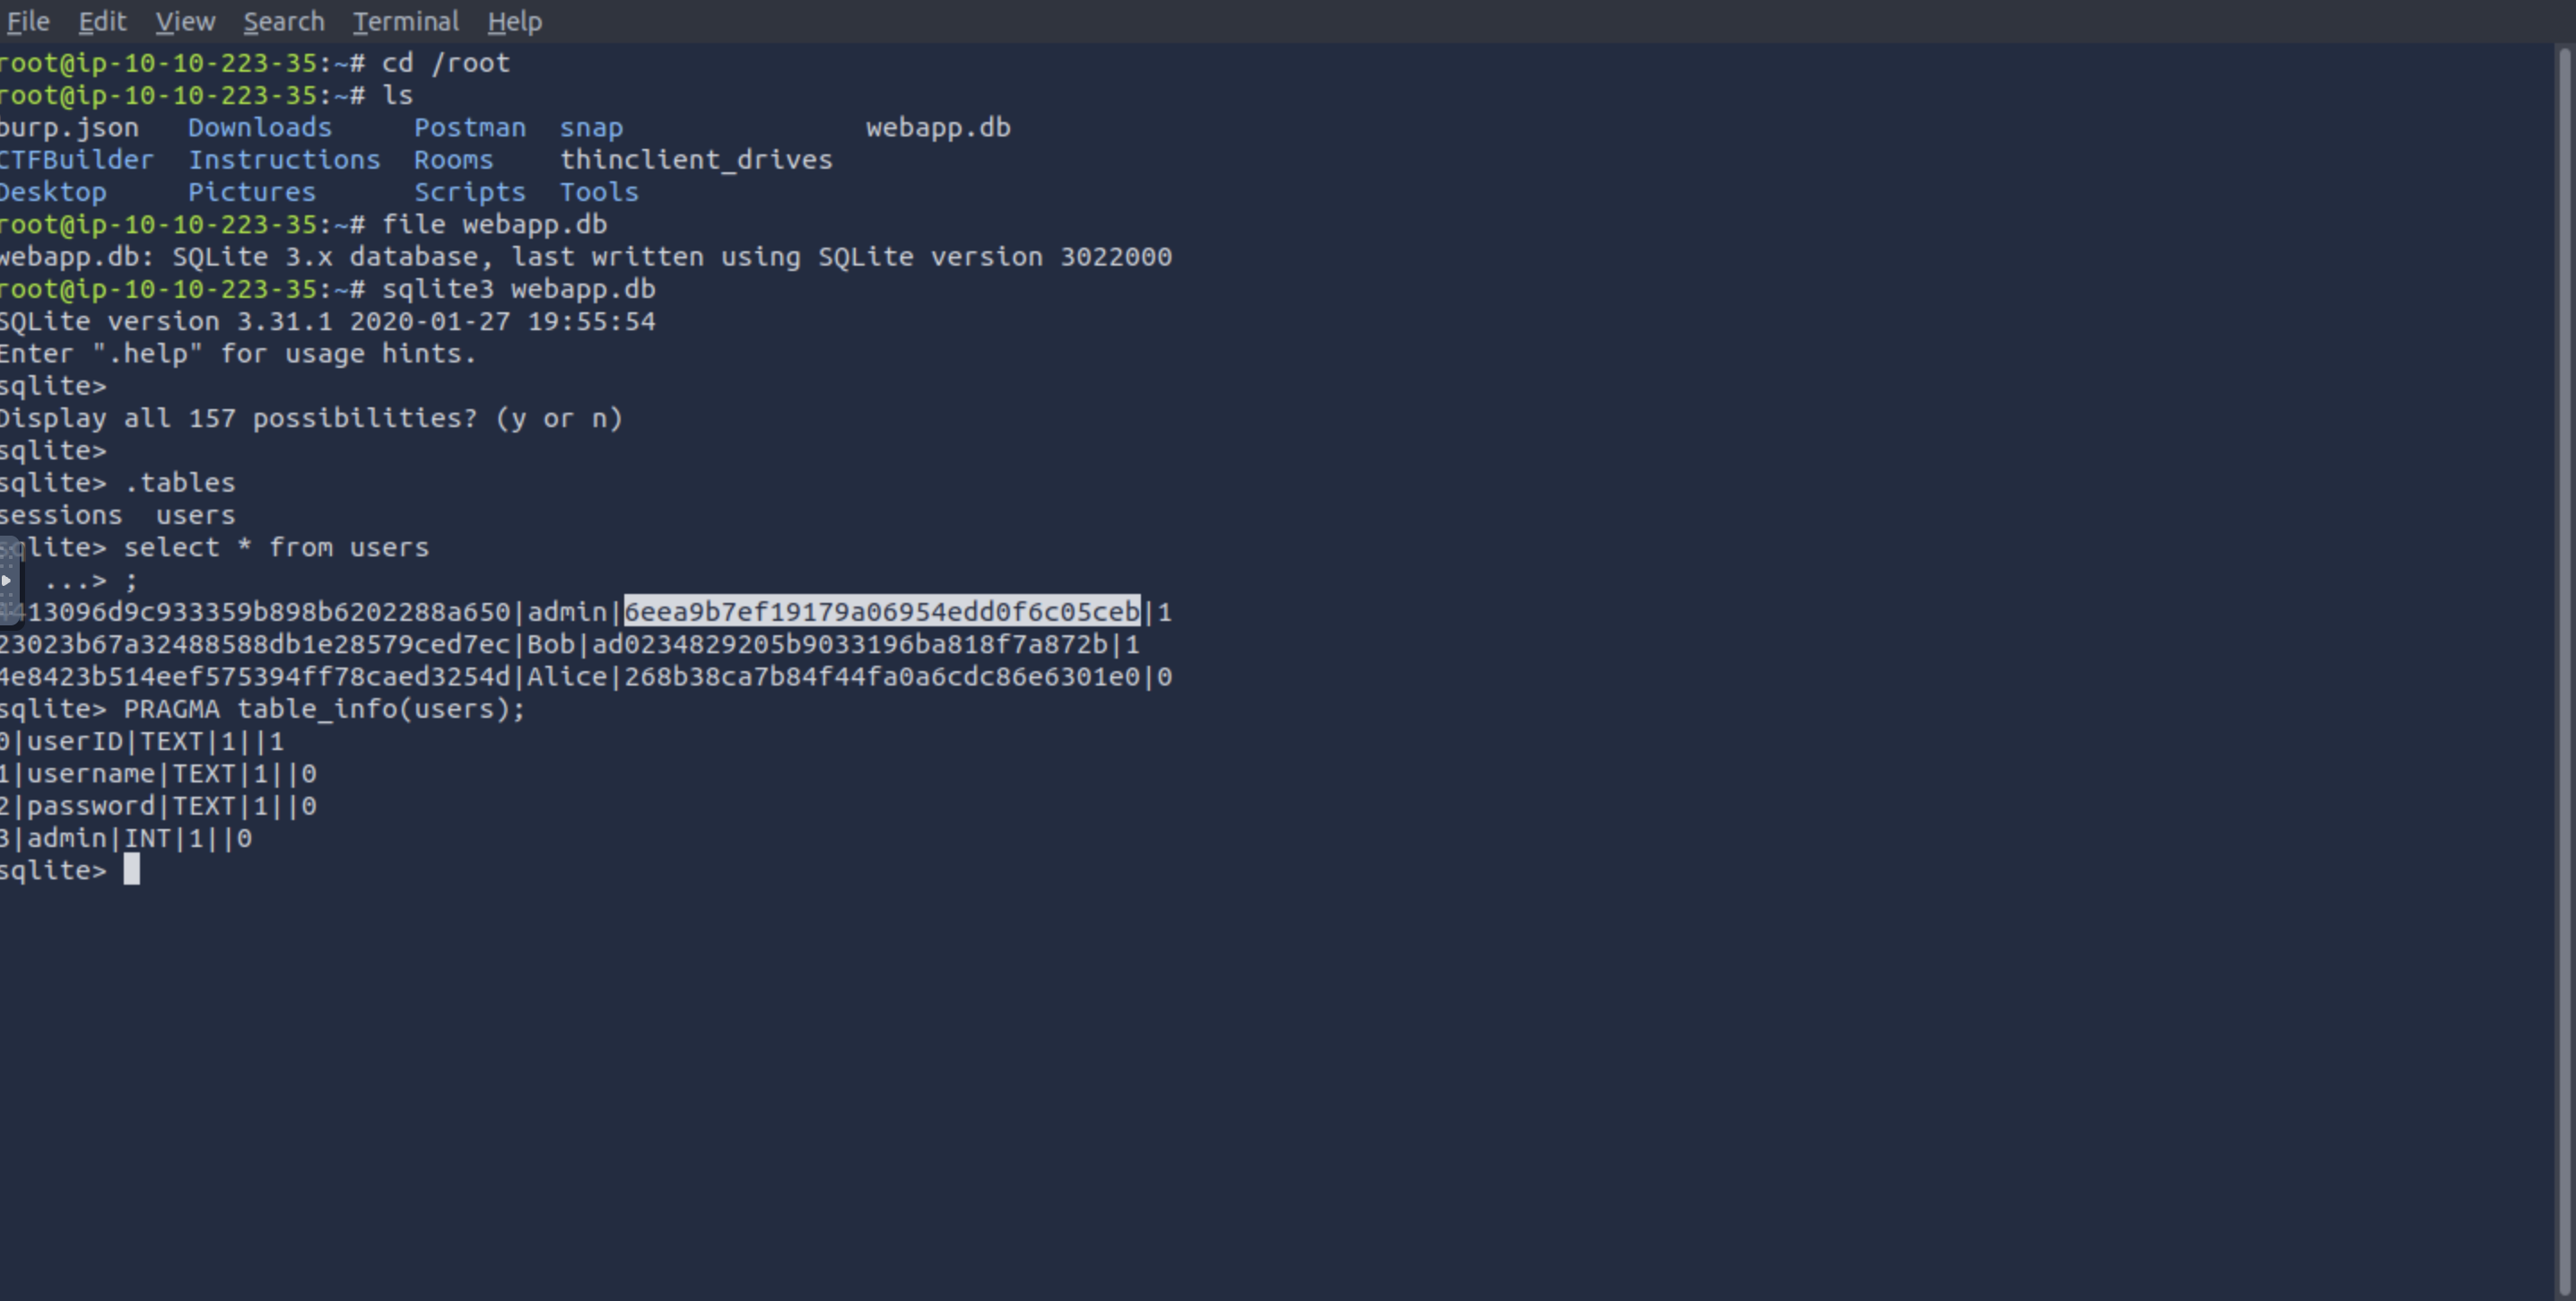 File Edit View Search Terminal Help
root@ip-10-10-223-35:~# cd /root
root@ip-10-10-223-35:~# ls
burp.json   Downloads     Postman  snap               webapp.db
CTFBuilder  Instructions  Rooms    thinclient_drives
Desktop     Pictures      Scripts  Tools
root@ip-10-10-223-35:~# file webapp.db
webapp.db: SQLite 3.x database, last written using SQLite version 3022000
root@ip-10-10-223-35:~# sqlite3 webapp.db
SQLite version 3.31.1 2020-01-27 19:55:54
Enter ".help" for usage hints.
sqlite>
Display all 157 possibilities? (y or n)
sqlite>
sqlite> .tables
sessions  users
sqlite> select * from users
...> ;
4413096d9c933359b898b6202288a650|admin|6eea9b7ef19179a06954edd0f6c05ceb|1
23023b67a32488588db1e28579ced7ec|Bob|ad0234829205b9033196ba818f7a872b|1
4e8423b514eef575394ff78caed3254d|Alice|268b38ca7b84f44fa0a6cdc86e6301e0|0
sqlite> PRAGMA table_info(users);
0|userID|TEXT|1||1
1|username|TEXT|1||0
2|password|TEXT|1||0
3|admin|INT|1||0
sqlite>